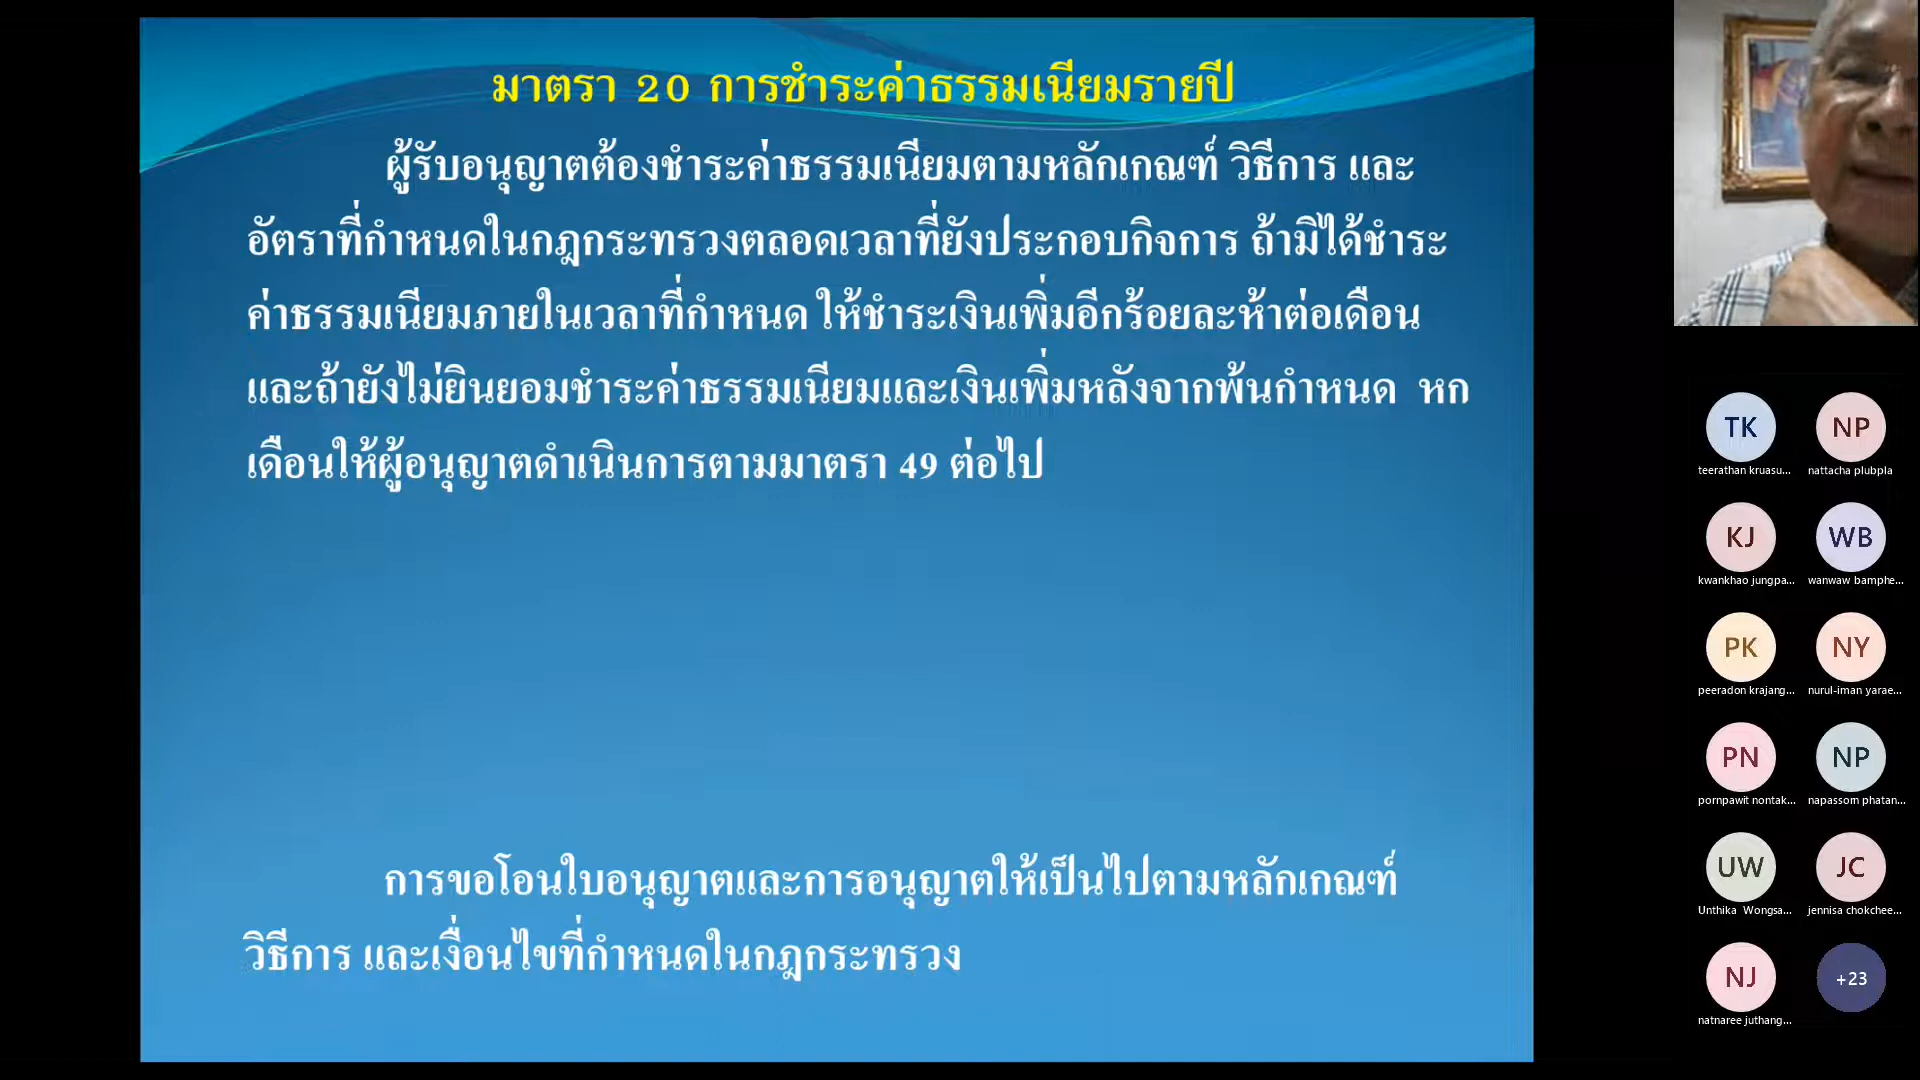 มาตรา 20 การชำระค่าธรรมเนียมรายปี
ผู้รับอนุญาตต้องชำระค่าธรรมเนียมตามหลักเกณฑ์ วิธีการ และ
อัตราที่กำหนดในกฎกระทรวงตลอดเวลาที่ยังประกอบกิจการ ถ้ามิได้ชำระ
ค่าธรรมเนียมภายในเวลาที่กำหนด ให้ชำระเงินเพิ่มอีกร้อยละห้าต่อเดือน
และถ้ายังไม่ยินยอมชำระค่าธรรมเนียมและเงินเพิ่มหลังจากพ้นกำหนด หก
เดือนให้ผู้อนุญาตดำเนินการตามมาตรา 49 ต่อไป
การขอโอนใบอนุญาตและการอนุญาตให้เป็นไปตามหลักเกณฑ์
วิธีการ และเงื่อนไขที่กำหนดในกฎกระทรวง
TK NP
teerathan kruasu... nattacha plubpla
KJ WB
kwankhao jungpa... wanwaw bamphe...
PK NY
peeradon krajang... nurul-iman yarae...
PN NP
pornpawit nontak... napassorn phatan...
UW JC
Unthika Wongsa... jennisa chokchee...
NJ +23
natnaree juthang...